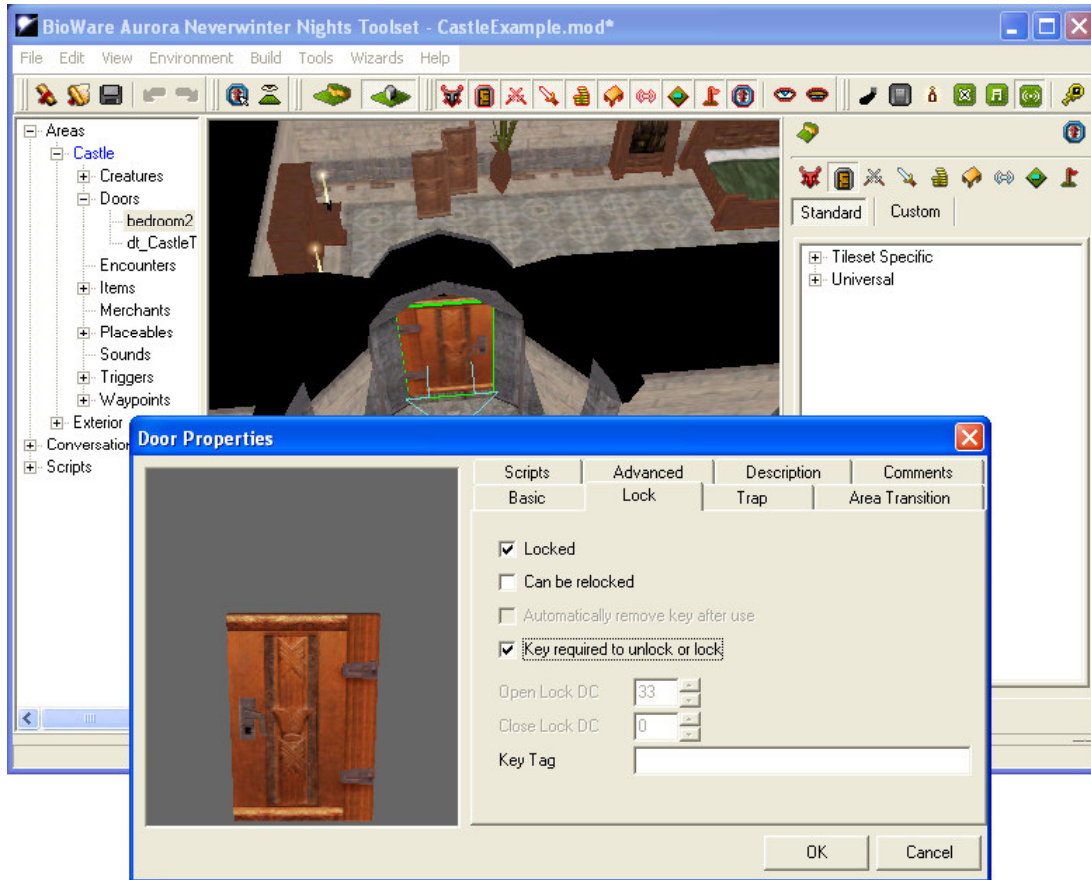 BioWare Aurora Neverwinter Nights Toolset - CastleExample.mod*
File Edit View Environment Build Tools Wizards Help
Areas
Castle
Creatures
Doors
bedroom2
dt_CastleT
Encounters
Items
Merchants
Placeables
Sounds
Triggers
Waypoints
Exterior
Conversation
Scripts
Standard Custom
Tileset Specific
Universal
Door Properties
Scripts Advanced Description Comments
Basic Lock Trap Area Transition
Locked
Can be relocked
Automatically remove key after use
Key required to unlock or lock
Open Lock DC 33
Close Lock DC 0
Key Tag
OK Cancel